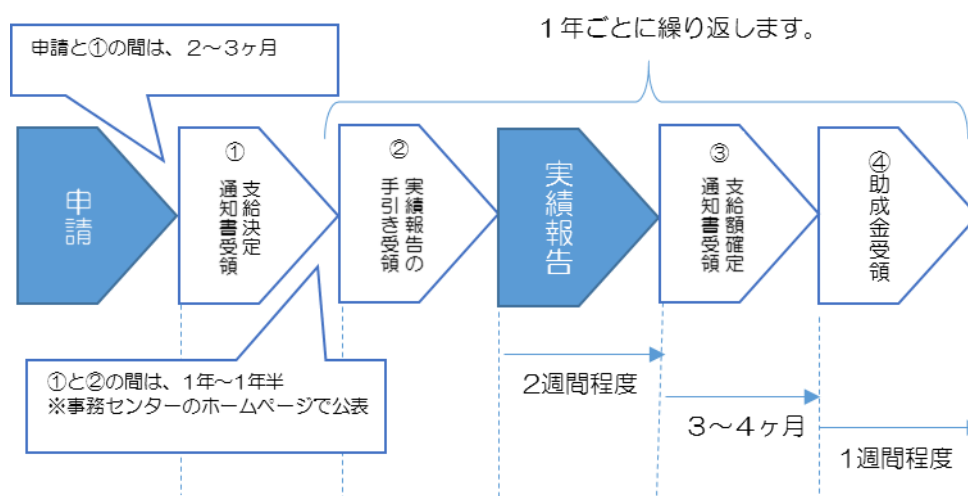 申請と①の間は、２～３ヶ月
１年ごとに繰り返します。
申請
①
支給決定
通知書受領
②
実績報告の
手引き受領
実績報告
③
支給額確定
通知書受領
④助成金受領
①と②の間は、1年～1年半
※事務センターのホームページで公表
2週間程度
３～４ヶ月
1週間程度